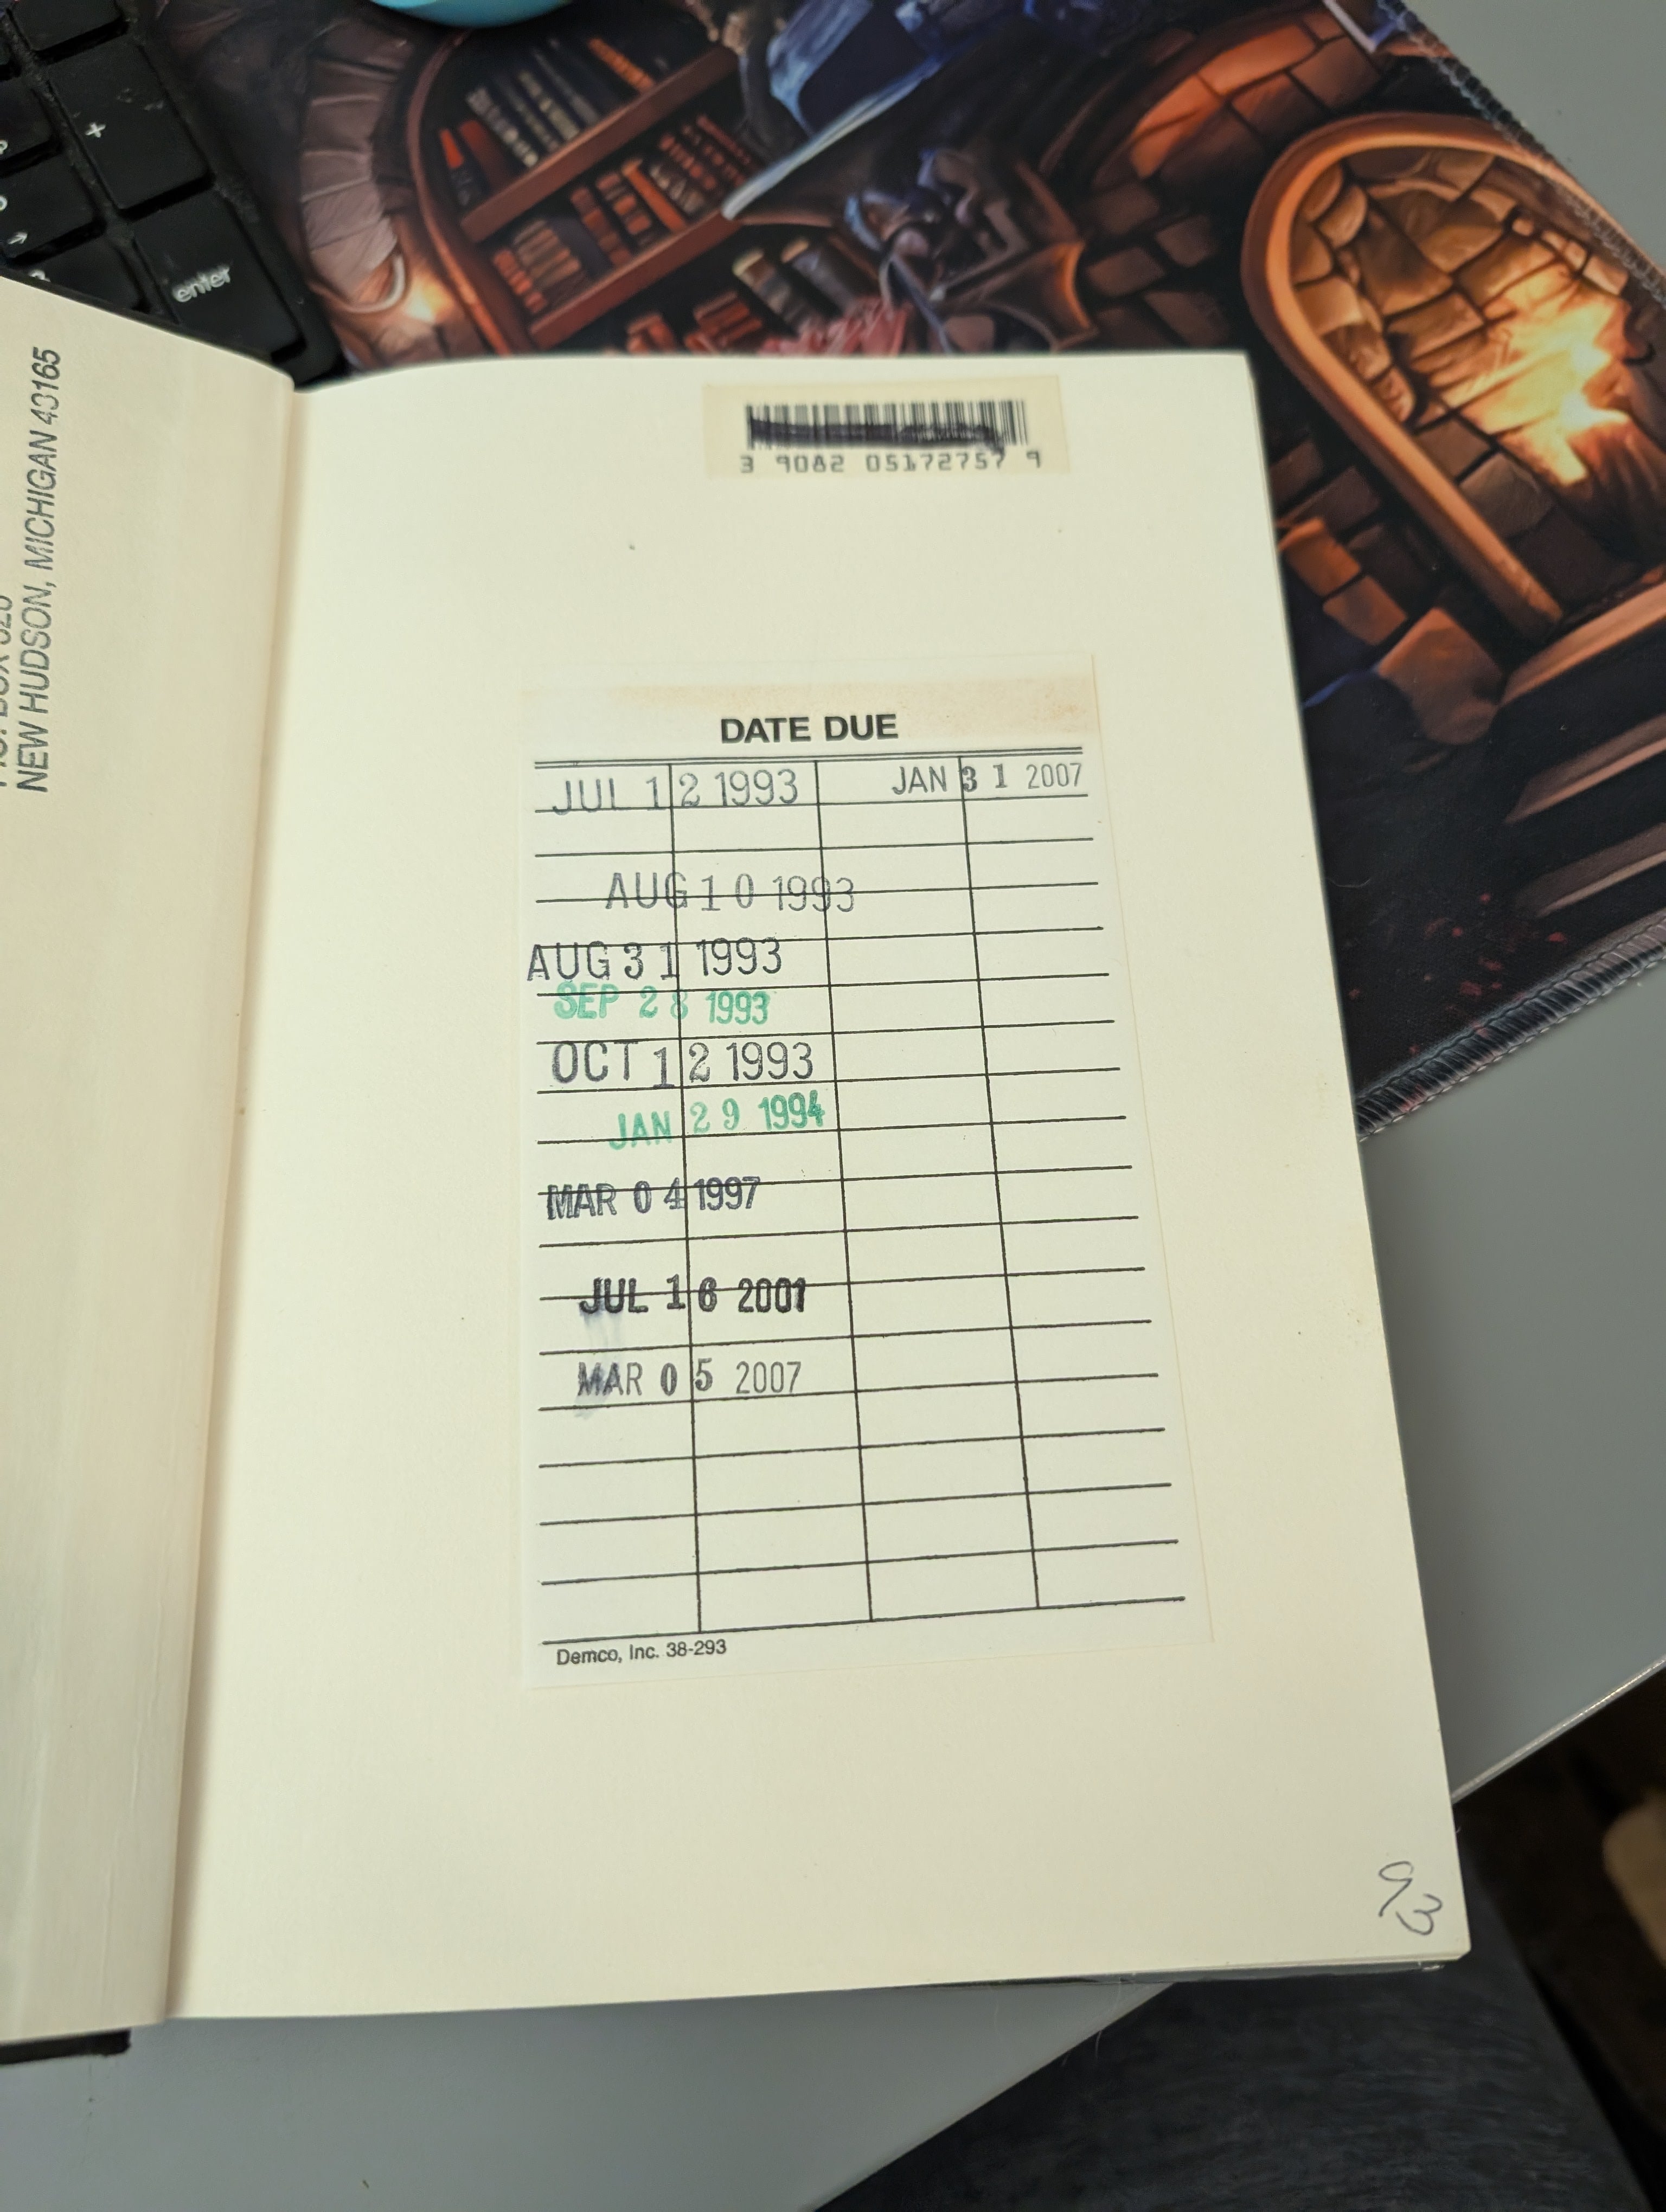 +
enter
NEW HUDSON, MICHIGAN 43165
3 9082 05172757 9
DATE DUE
JUL 12 1993 JAN 31 2007
AUG 10 1993
AUG 31 1993
SEP 28 1993
OCT 12 1993
JAN 29 1994
MAR 04 1997
JUL 16 2001
MAR 05 2007
Demco, Inc. 38-293
93